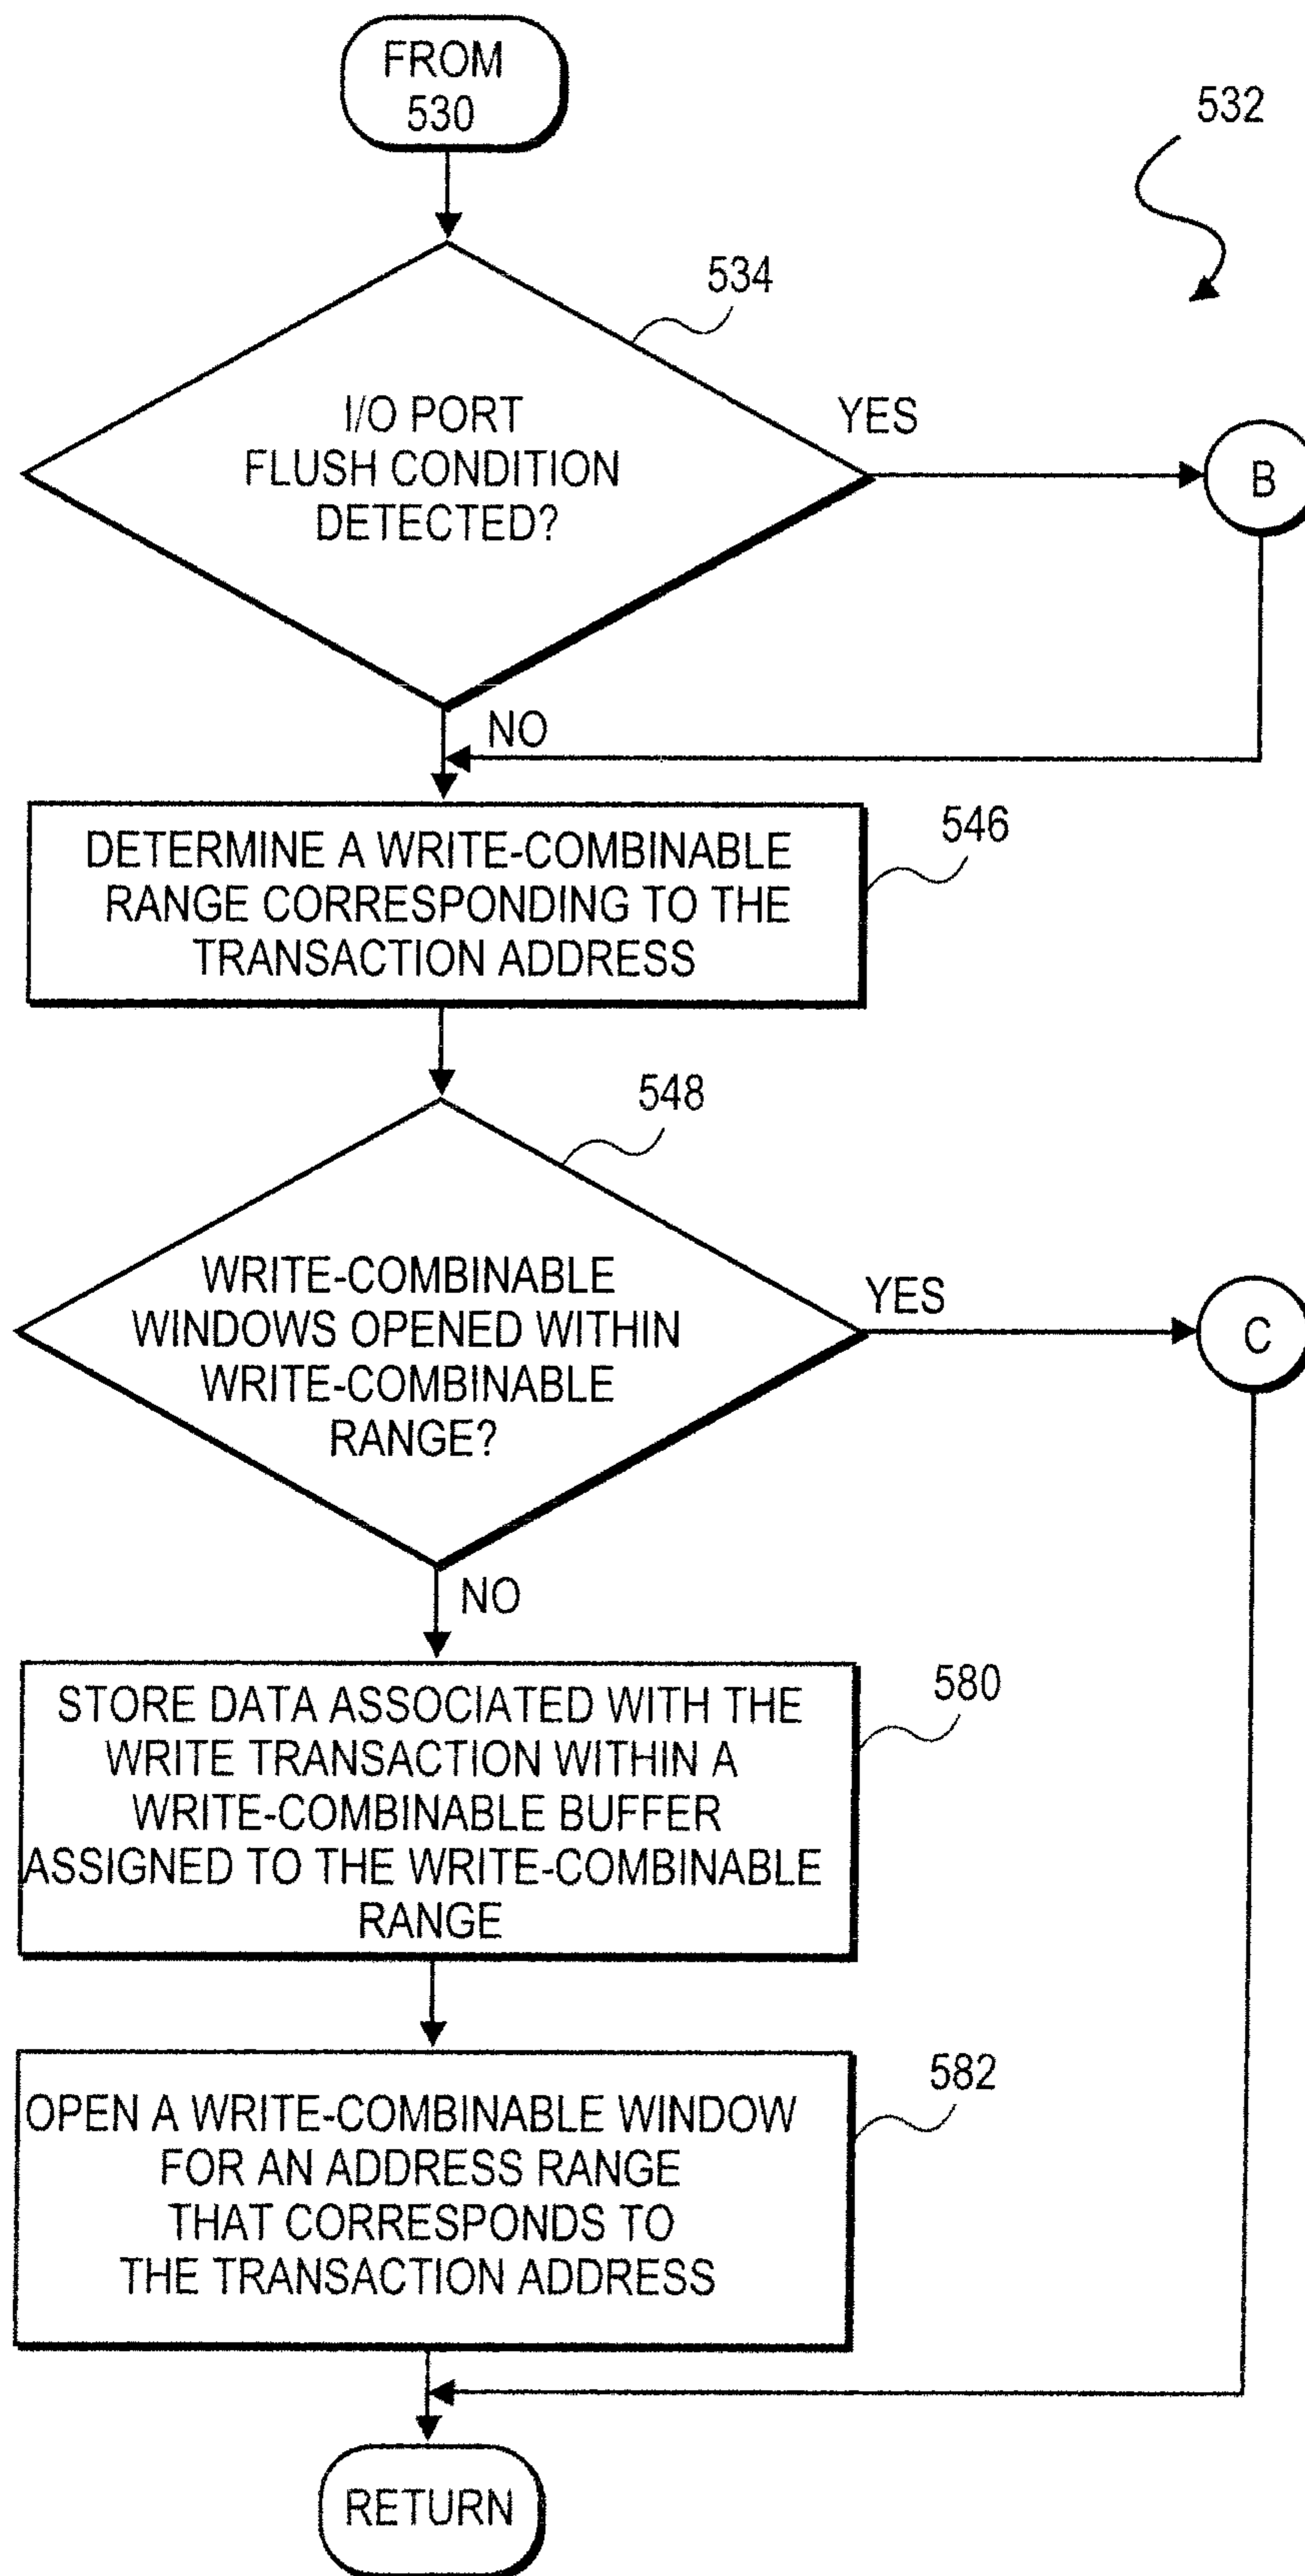 FROM
530
532
534
I/O PORT
FLUSH CONDITION
DETECTED?
YES
B
NO
546
DETERMINE A WRITE-COMBINABLE
RANGE CORRESPONDING TO THE
TRANSACTION ADDRESS
548
WRITE-COMBINABLE
WINDOWS OPENED WITHIN
WRITE-COMBINABLE
RANGE?
YES
C
NO
580
STORE DATA ASSOCIATED WITH THE
WRITE TRANSACTION WITHIN A
WRITE-COMBINABLE BUFFER
ASSIGNED TO THE WRITE-COMBINABLE
RANGE
582
OPEN A WRITE-COMBINABLE WINDOW
FOR AN ADDRESS RANGE
THAT CORRESPONDS TO
THE TRANSACTION ADDRESS
RETURN